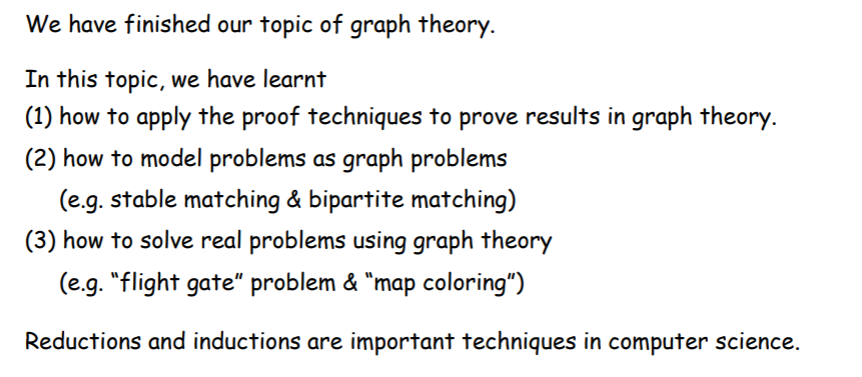 We have finished our topic of graph theory.
In this topic, we have learnt
(1) how to apply the proof techniques to prove results in graph theory.
(2) how to model problems as graph problems
(e.g. stable matching & bipartite matching)
(3) how to solve real problems using graph theory
(e.g. "flight gate" problem & "map coloring")
Reductions and inductions are important techniques in computer science.